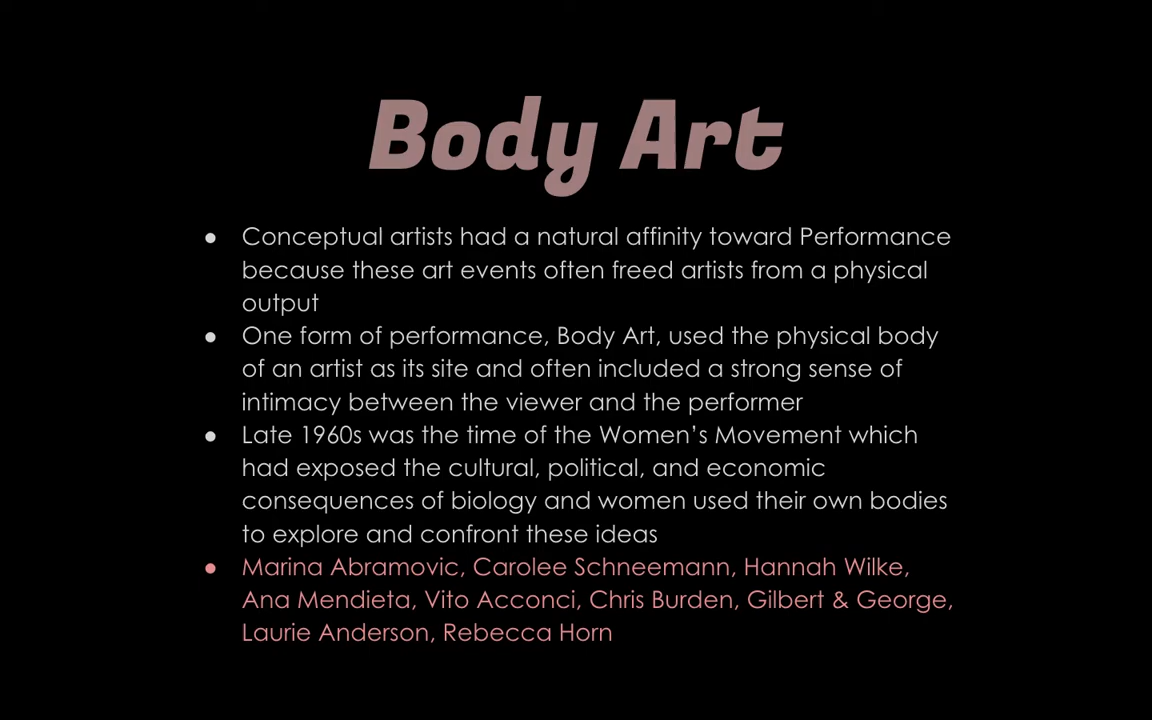 Body Art
● Conceptual artists had a natural affinity toward Performance
because these art events often freed artists from a physical
output
● One form of performance, Body Art, used the physical body
of an artist as its site and often included a strong sense of
intimacy between the viewer and the performer
● Late 1960s was the time of the Women’s Movement which
had exposed the cultural, political, and economic
consequences of biology and women used their own bodies
to explore and confront these ideas
● Marina Abramovic, Carolee Schneemann, Hannah Wilke,
Ana Mendieta, Vito Acconci, Chris Burden, Gilbert & George,
Laurie Anderson, Rebecca Horn